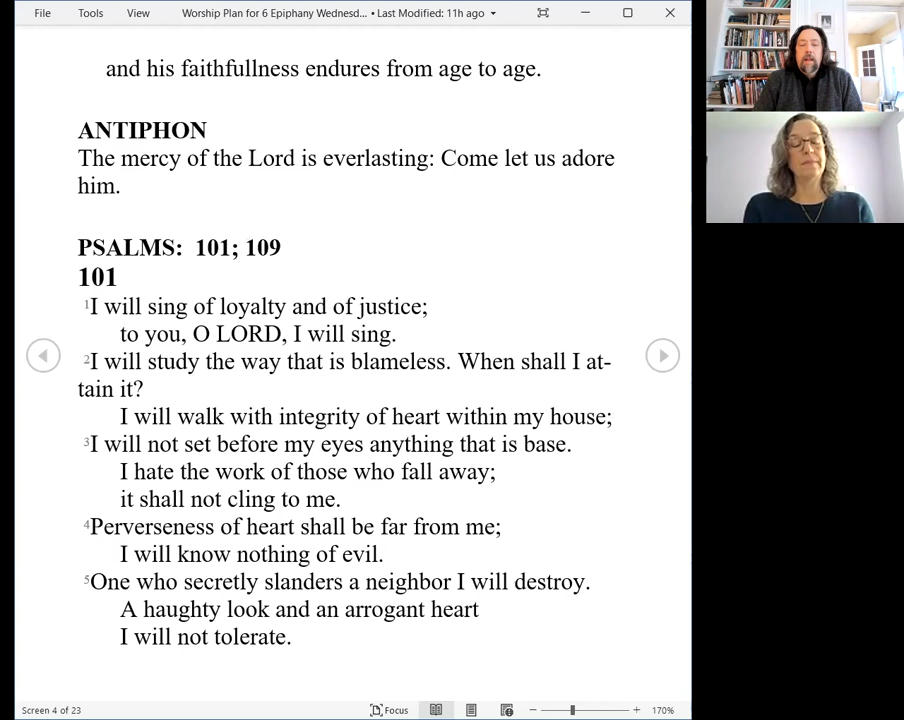 File Tools Worship Plan for 6 Epiphany Wednesd... • Last Modified: 11h ago
and his faithfullness endures from age to age.
ANTIPHON
The mercy of the Lord is everlasting: Come let us adore
him.
PSALMS: 101; 109
101
1I will sing of loyalty and of justice;
to you, O LORD, I will sing.
2I will study the way that is blameless. When shall I at-
tain it?
I will walk with integrity of heart within my house;
3I will not set before my eyes anything that is base.
I hate the work of those who fall away;
it shall not cling to me.
4Perverseness of heart shall be far from me;
I will know nothing of evil.
5One who secretly slanders a neighbor I will destroy.
A haughty look and an arrogant heart
I will not tolerate.
Screen 4 of 23 Focus 170%